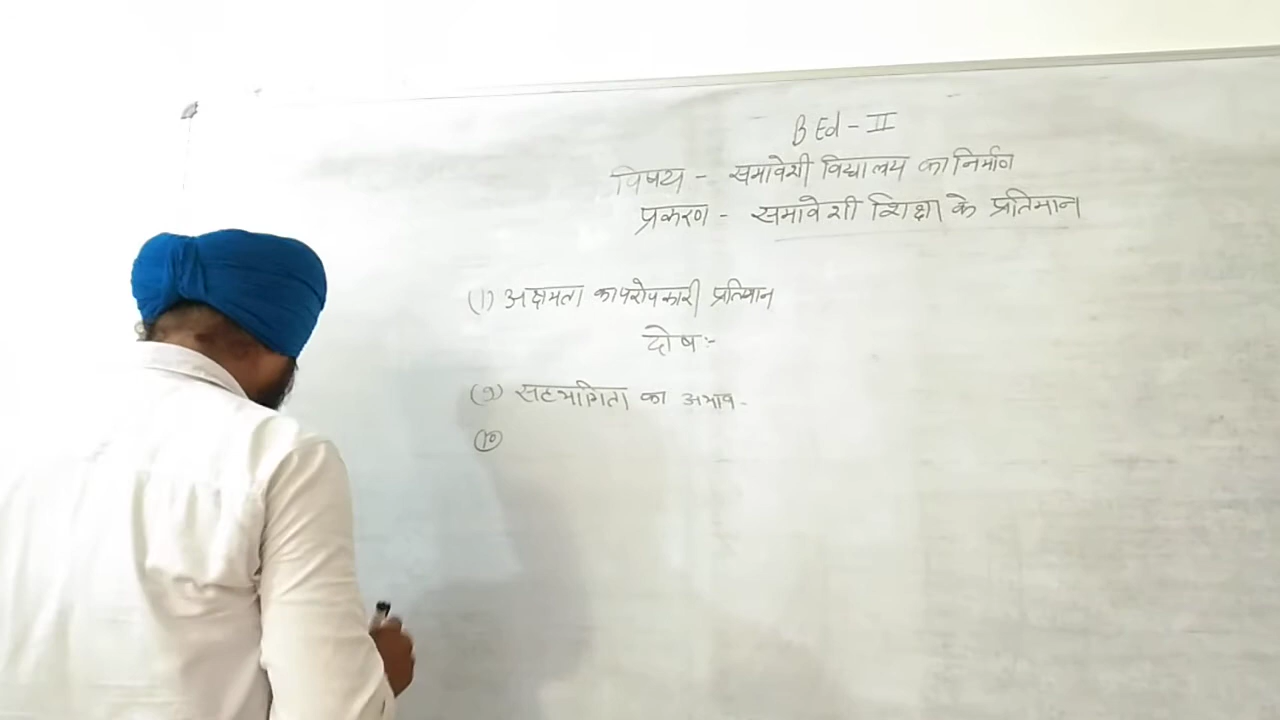 B Ed - II
विषय - समावेशी विद्यालय का निर्माण
प्रकरण - समावेशी शिक्षा के प्रतिमान
(1) अक्षमता का परोपकारी प्रतिमान
दोष :-
(9) सहभागिता का अभाव -
(10)